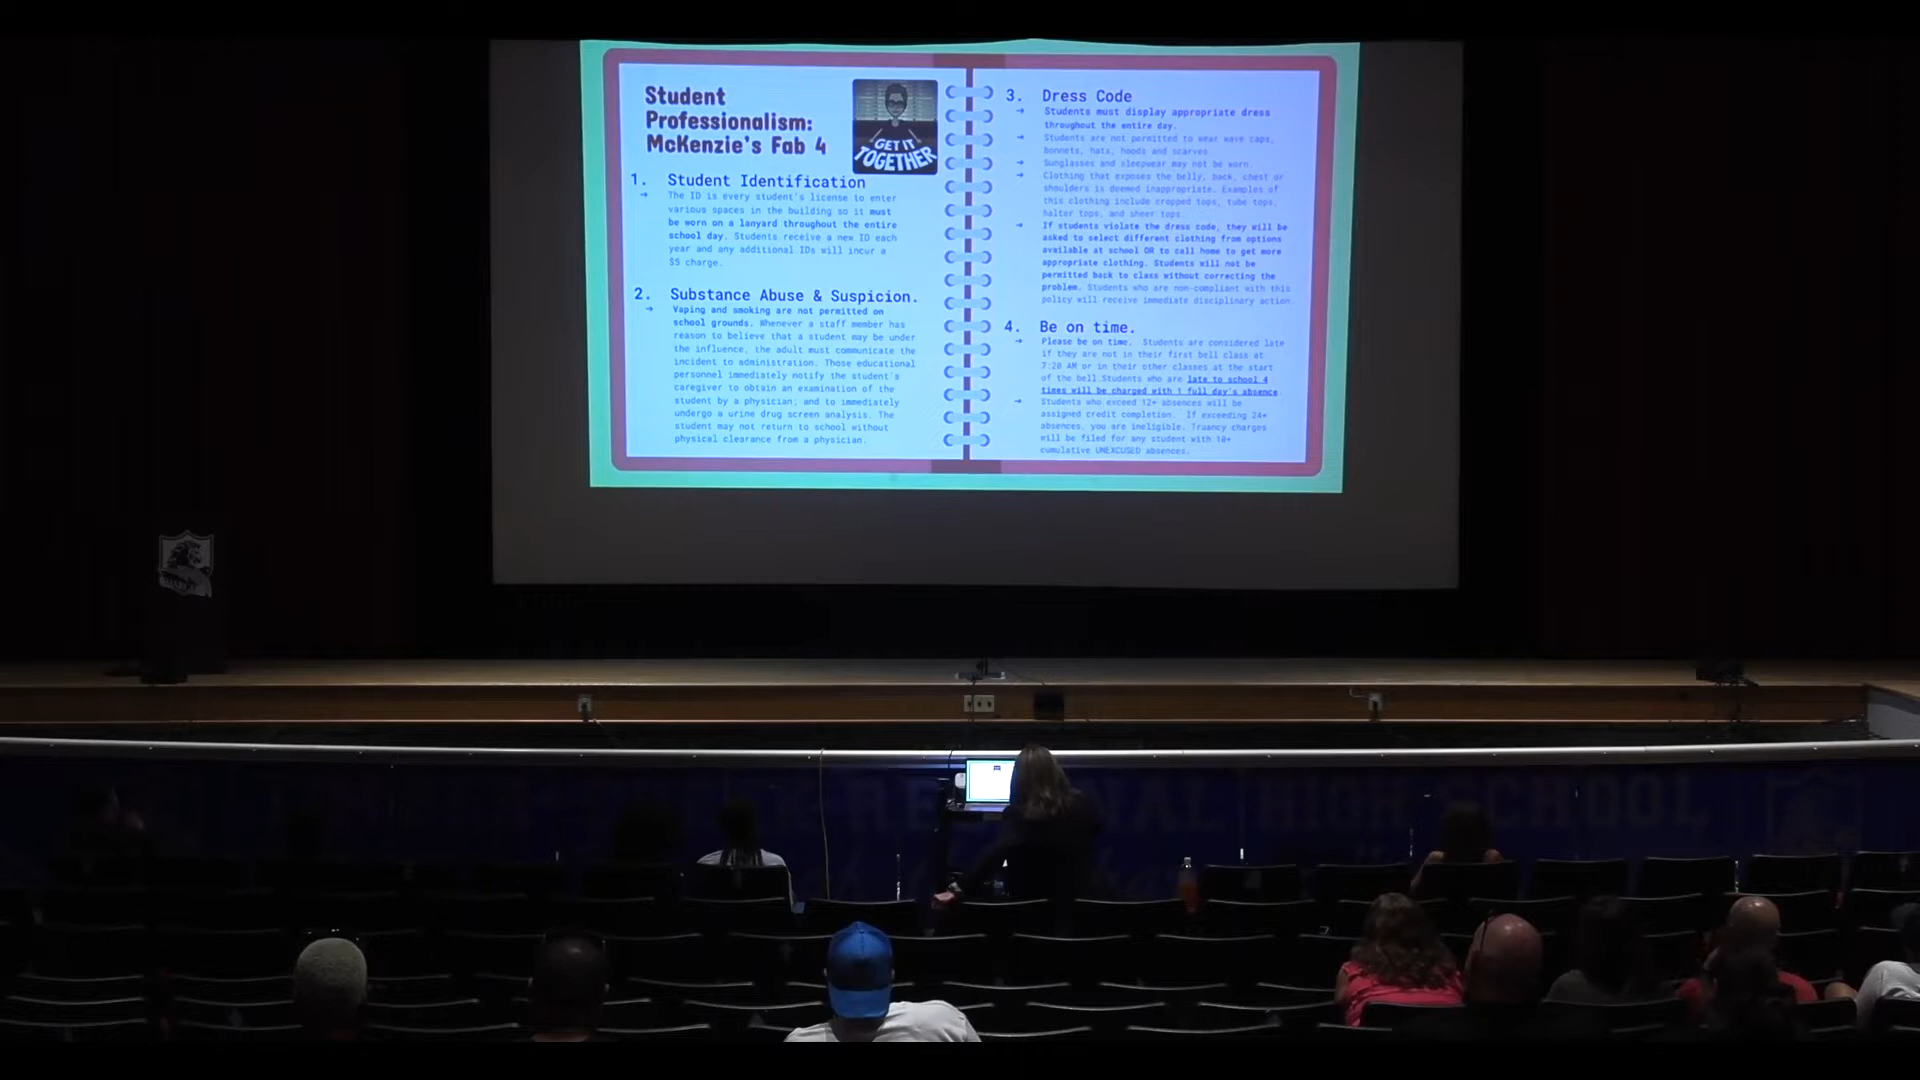 Student
Professionalism:
McKenzie's Fab 4
GET IT
TOGETHER
1. Student Identification
➔ The ID is every student's license to enter
various spaces in the building so it must
be worn on a lanyard throughout the entire
school day. Students receive a new ID each
year and any additional IDs will incur a
$5 charge.
2. Substance Abuse & Suspicion.
➔ Vaping and smoking are not permitted on
school grounds. Whenever a staff member has
reason to believe that a student may be under
the influence, the adult must communicate the
incident to administration. Those educational
personnel immediately notify the student's
caregiver to obtain an examination of the
student by a physician; and to immediately
undergo a urine drug screen analysis. The
student may not return to school without
physical clearance from a physician.
3. Dress Code
➔ Students must display appropriate dress
throughout the entire day.
➔ Students are not permitted to wear wave caps,
bonnets, hats, hoods and scarves
➔ Sunglasses and sleepwear may not be worn.
➔ Clothing that exposes the belly, back, chest or
shoulders is deemed inappropriate. Examples of
this clothing include cropped tops, tube tops,
halter tops, and sheer tops.
➔ If students violate the dress code, they will be
asked to select different clothing from options
available at school OR to call home to get more
appropriate clothing. Students will not be
permitted back to class without correcting the
problem. Students who are non-compliant with this
policy will receive immediate disciplinary action
4. Be on time.
➔ Please be on time. Students are considered late
if they are not in their first bell class at
7:20 AM or in their other classes at the start
of the bell.Students who are late to school 4
times will be charged with 1 full day's absence.
➔ Students who exceed 12+ absences will be
assigned credit completion. If exceeding 24+
absences, you are ineligible. Truancy charges
will be filed for any student with 10+
cumulative UNEXCUSED absences.
REGIONAL HIGH SCHOOL